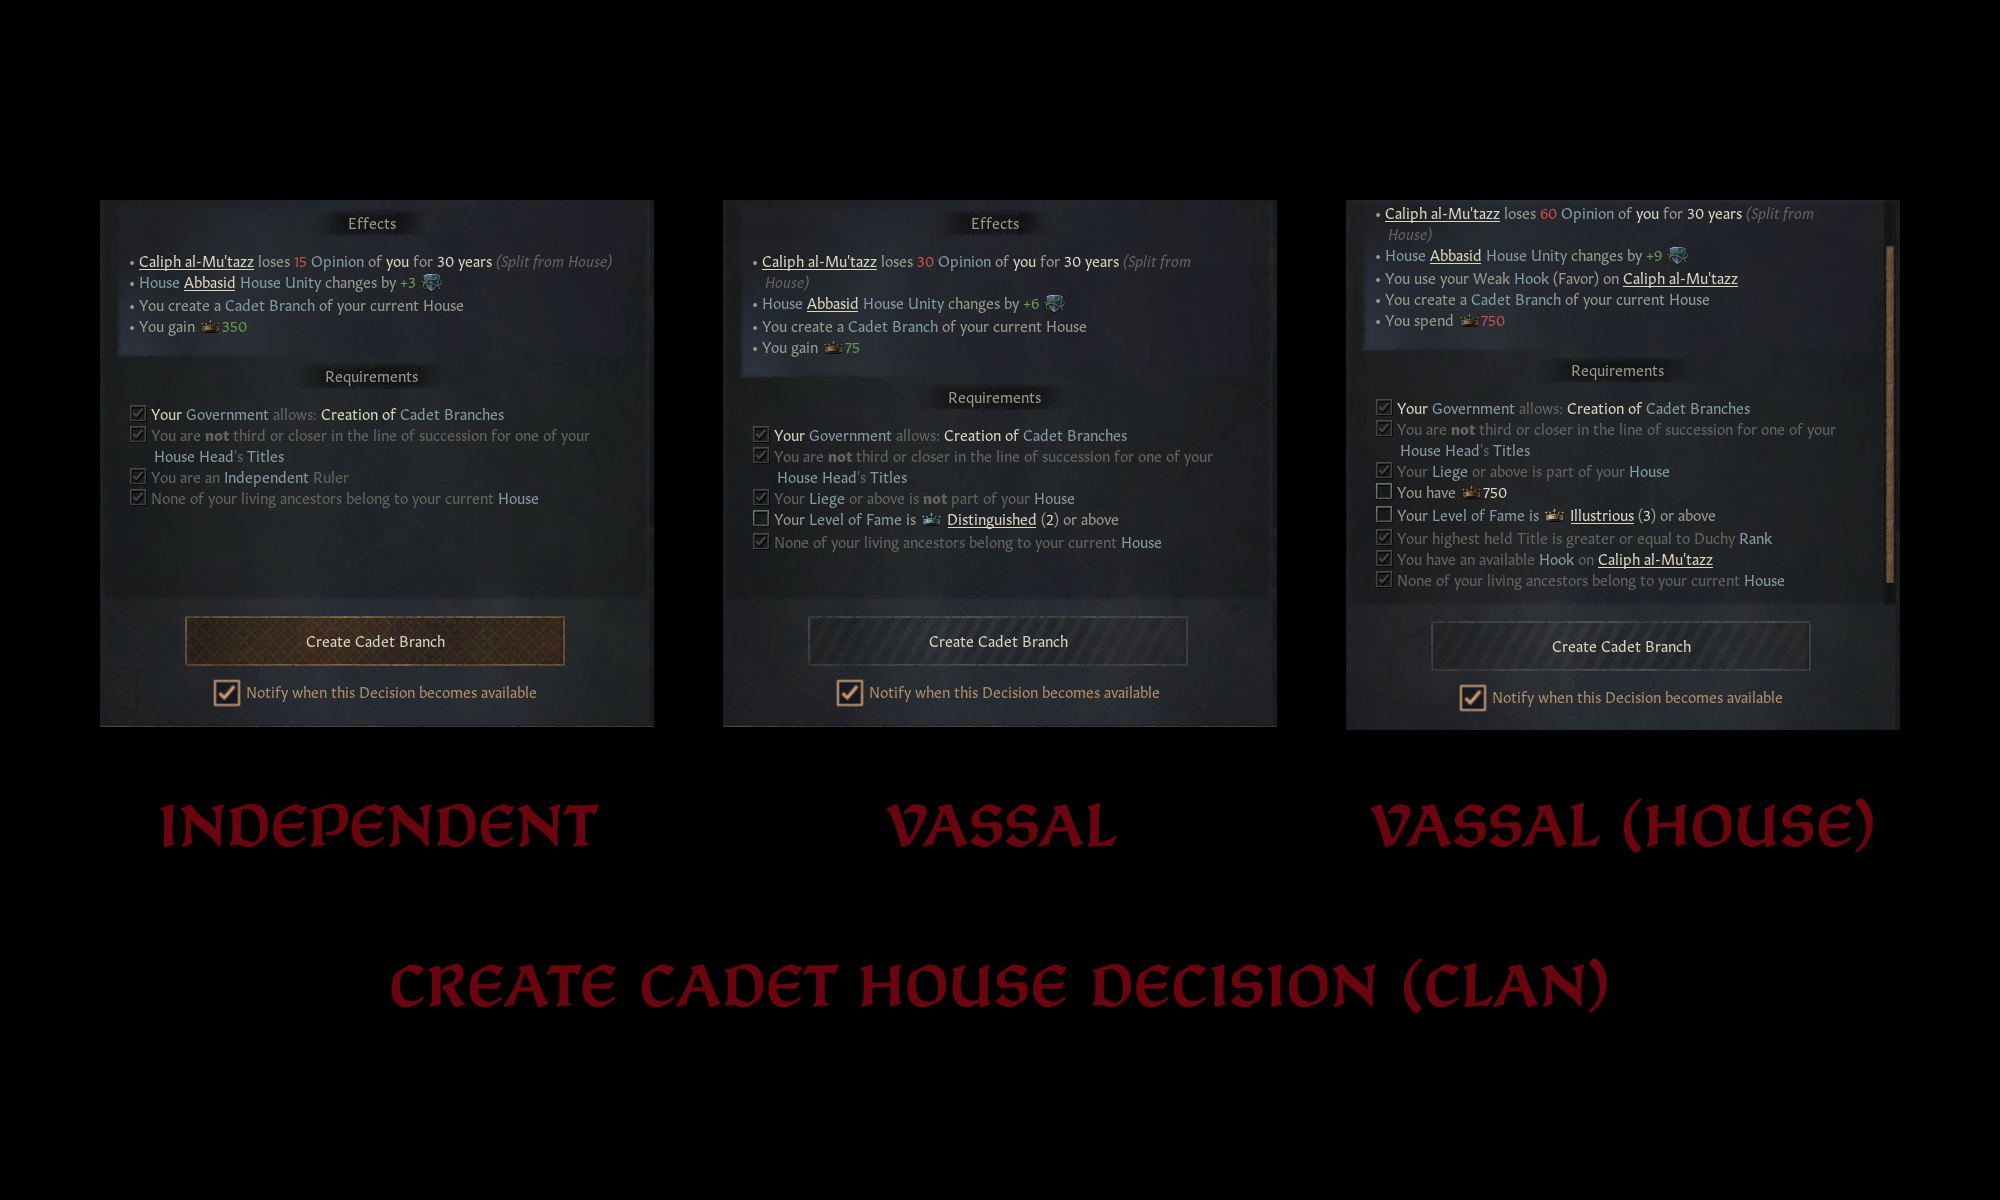 Effects
• Caliph al-Mu'tazz loses 15 Opinion of you for 30 years (Split from House)
• House Abbasid House Unity changes by +3
• You create a Cadet Branch of your current House
• You gain 350
Requirements
Your Government allows: Creation of Cadet Branches
You are not third or closer in the line of succession for one of your
House Head's Titles
You are an Independent Ruler
None of your living ancestors belong to your current House
Create Cadet Branch
Notify when this Decision becomes available
INDEPENDENT
Effects
• Caliph al-Mu'tazz loses 30 Opinion of you for 30 years (Split from
House)
• House Abbasid House Unity changes by +6
• You create a Cadet Branch of your current House
• You gain 75
Requirements
Your Government allows: Creation of Cadet Branches
You are not third or closer in the line of succession for one of your
House Head's Titles
Your Liege or above is not part of your House
Your Level of Fame is Distinguished (2) or above
None of your living ancestors belong to your current House
Create Cadet Branch
Notify when this Decision becomes available
VASSAL
• Caliph al-Mu'tazz loses 60 Opinion of you for 30 years (Split from
House)
• House Abbasid House Unity changes by +9
• You use your Weak Hook (Favor) on Caliph al-Mu'tazz
• You create a Cadet Branch of your current House
• You spend 750
Requirements
Your Government allows: Creation of Cadet Branches
You are not third or closer in the line of succession for one of your
House Head's Titles
Your Liege or above is part of your House
You have 750
Your Level of Fame is Illustrious (3) or above
Your highest held Title is greater or equal to Duchy Rank
You have an available Hook on Caliph al-Mu'tazz
None of your living ancestors belong to your current House
Create Cadet Branch
Notify when this Decision becomes available
VASSAL (HOUSE)
CREATE CADET HOUSE DECISION (CLAN)